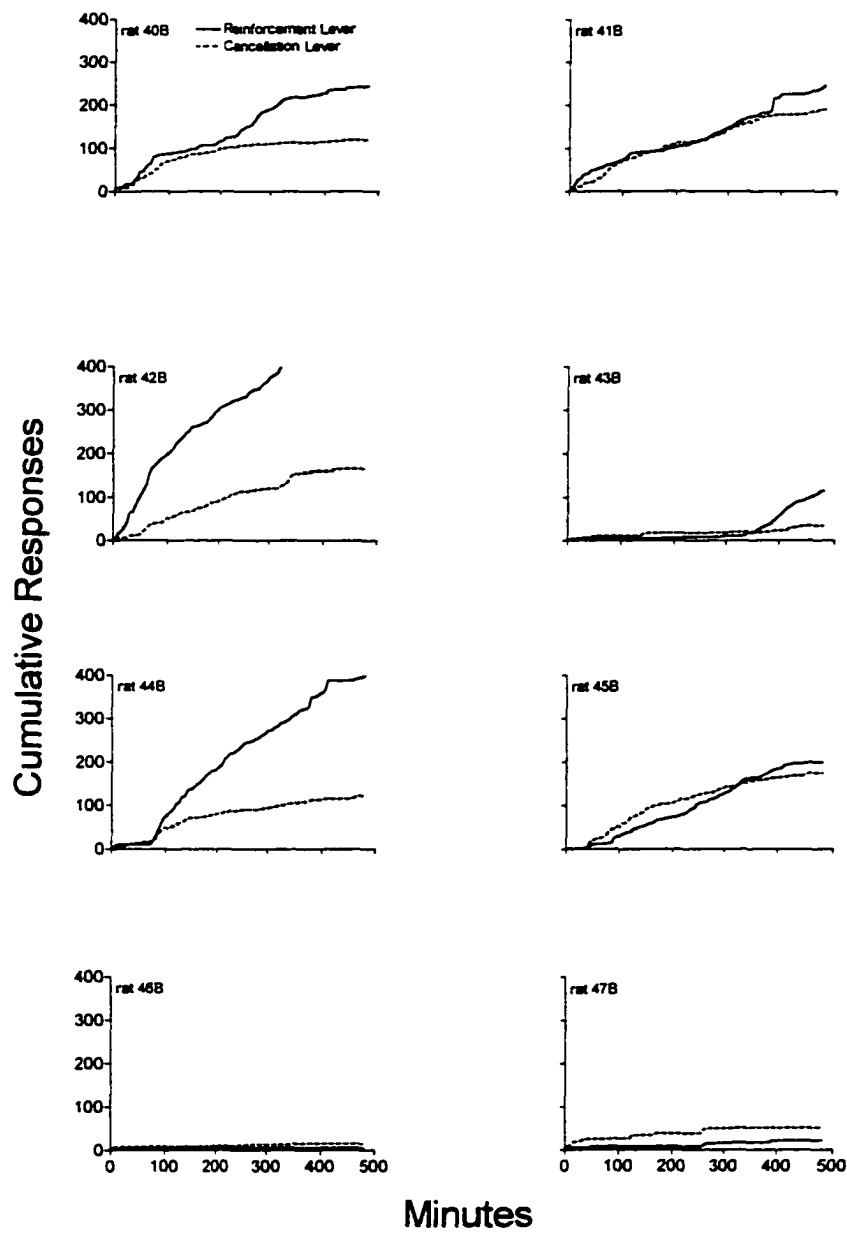 rat 40B
Reinforcement Lever
Cancellation Lever
400
300
200
100
0
rat 41B
rat 42B
400
300
200
100
0
rat 43B
rat 44B
400
300
200
100
0
rat 45B
rat 46B
400
300
200
100
0
0 100 200 300 400 500
rat 47B
0 100 200 300 400 500
Cumulative Responses
Minutes